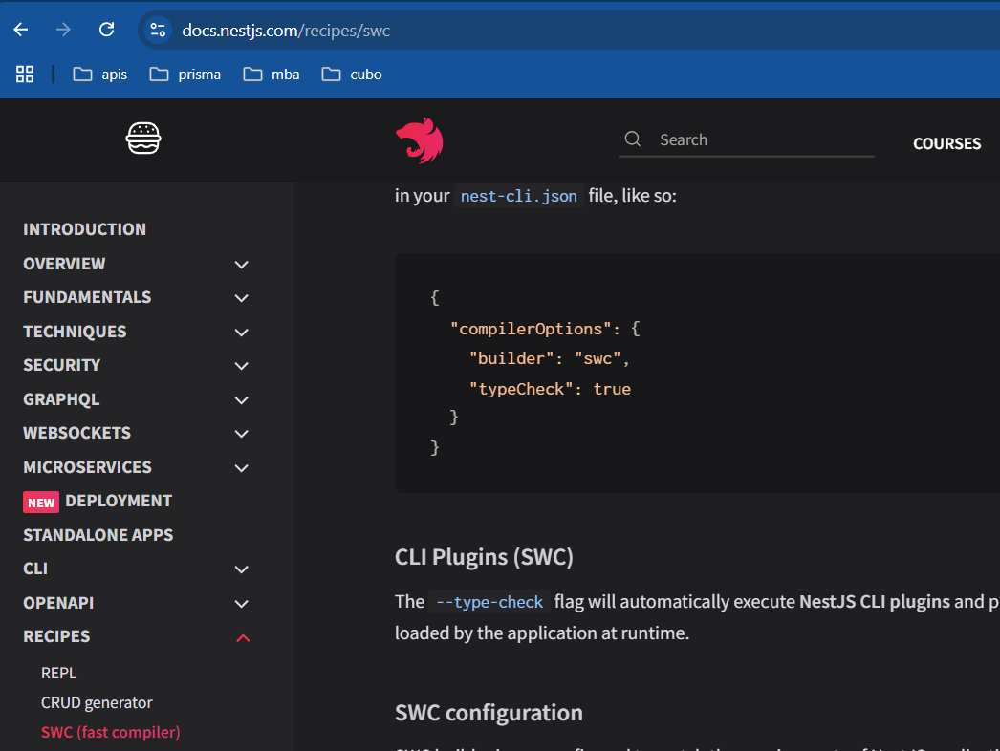 docs.nestjs.com/recipes/swc
apis
prisma
mba
cubo
Search
COURSES
INTRODUCTION
OVERVIEW
FUNDAMENTALS
TECHNIQUES
SECURITY
GRAPHQL
WEBSOCKETS
MICROSERVICES
NEW DEPLOYMENT
STANDALONE APPS
CLI
OPENAPI
RECIPES
REPL
CRUD generator
SWC (fast compiler)
in your nest-cli.json file, like so:
{
"compilerOptions": {
"builder": "swc",
"typeCheck": true
}
}
CLI Plugins (SWC)
The --type-check flag will automatically execute NestJS CLI plugins and p
loaded by the application at runtime.
SWC configuration